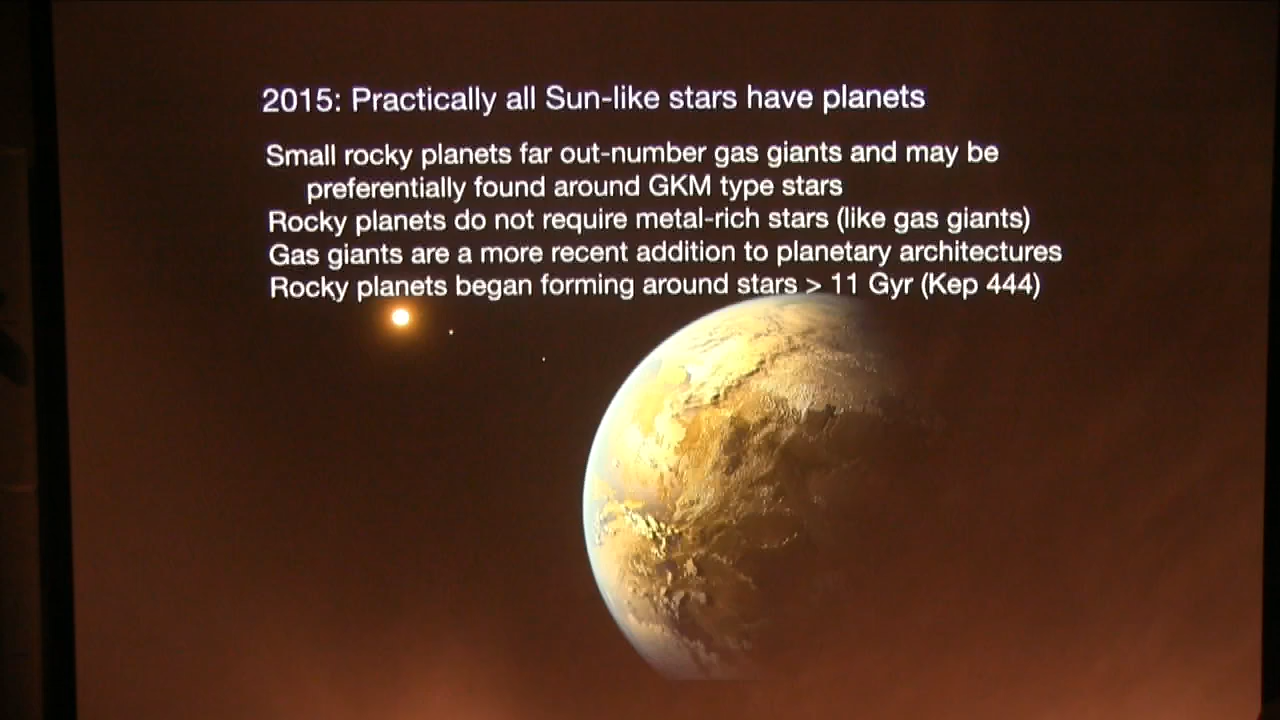 2015: Practically all Sun-like stars have planets
Small rocky planets far out-number gas giants and may be
preferentially found around GKM type stars
Rocky planets do not require metal-rich stars (like gas giants)
Gas giants are a more recent addition to planetary architectures
Rocky planets began forming around stars > 11 Gyr (Kep 444)